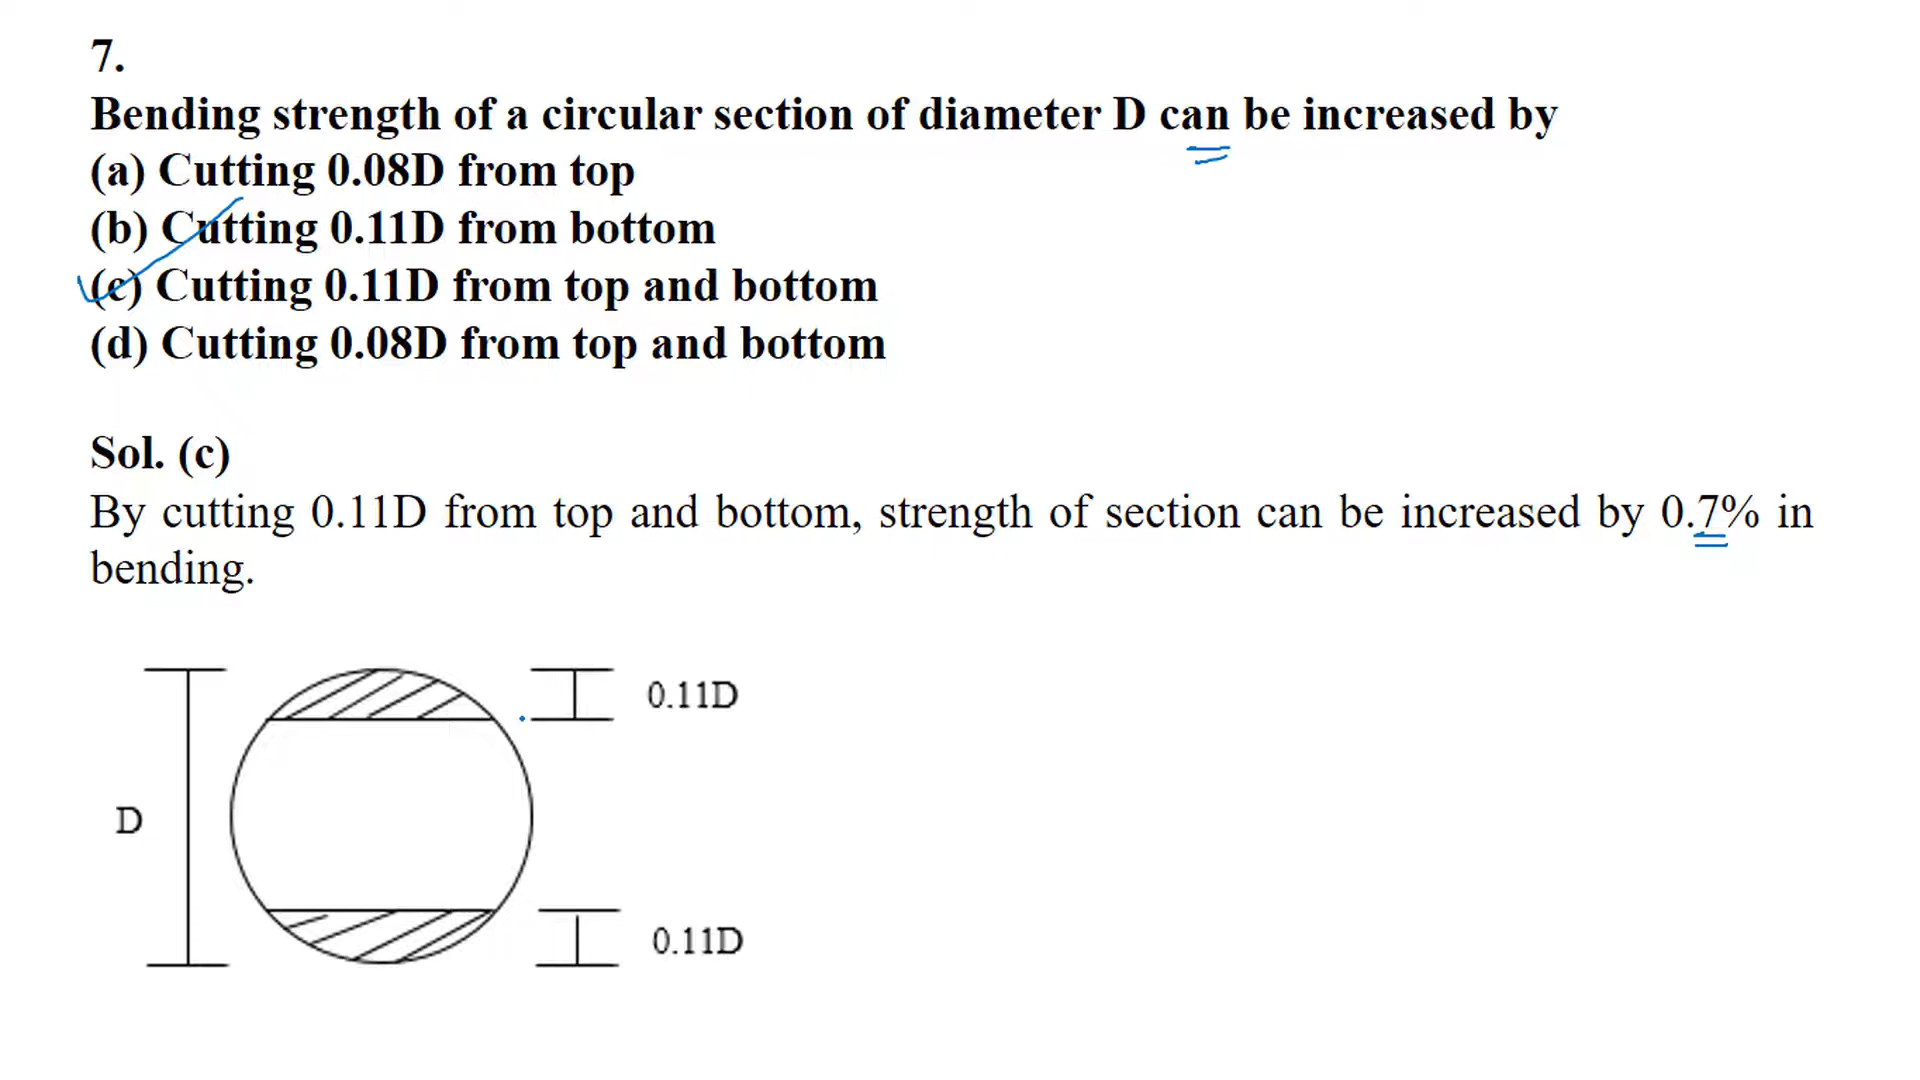 7.
Bending strength of a circular section of diameter D can be increased by
(a) Cutting 0.08D from top
(b) Cutting 0.11D from bottom
(c) Cutting 0.11D from top and bottom
(d) Cutting 0.08D from top and bottom
Sol. (c)
By cutting 0.11D from top and bottom, strength of section can be increased by 0.7% in
bending.
0.11D
D
0.11D